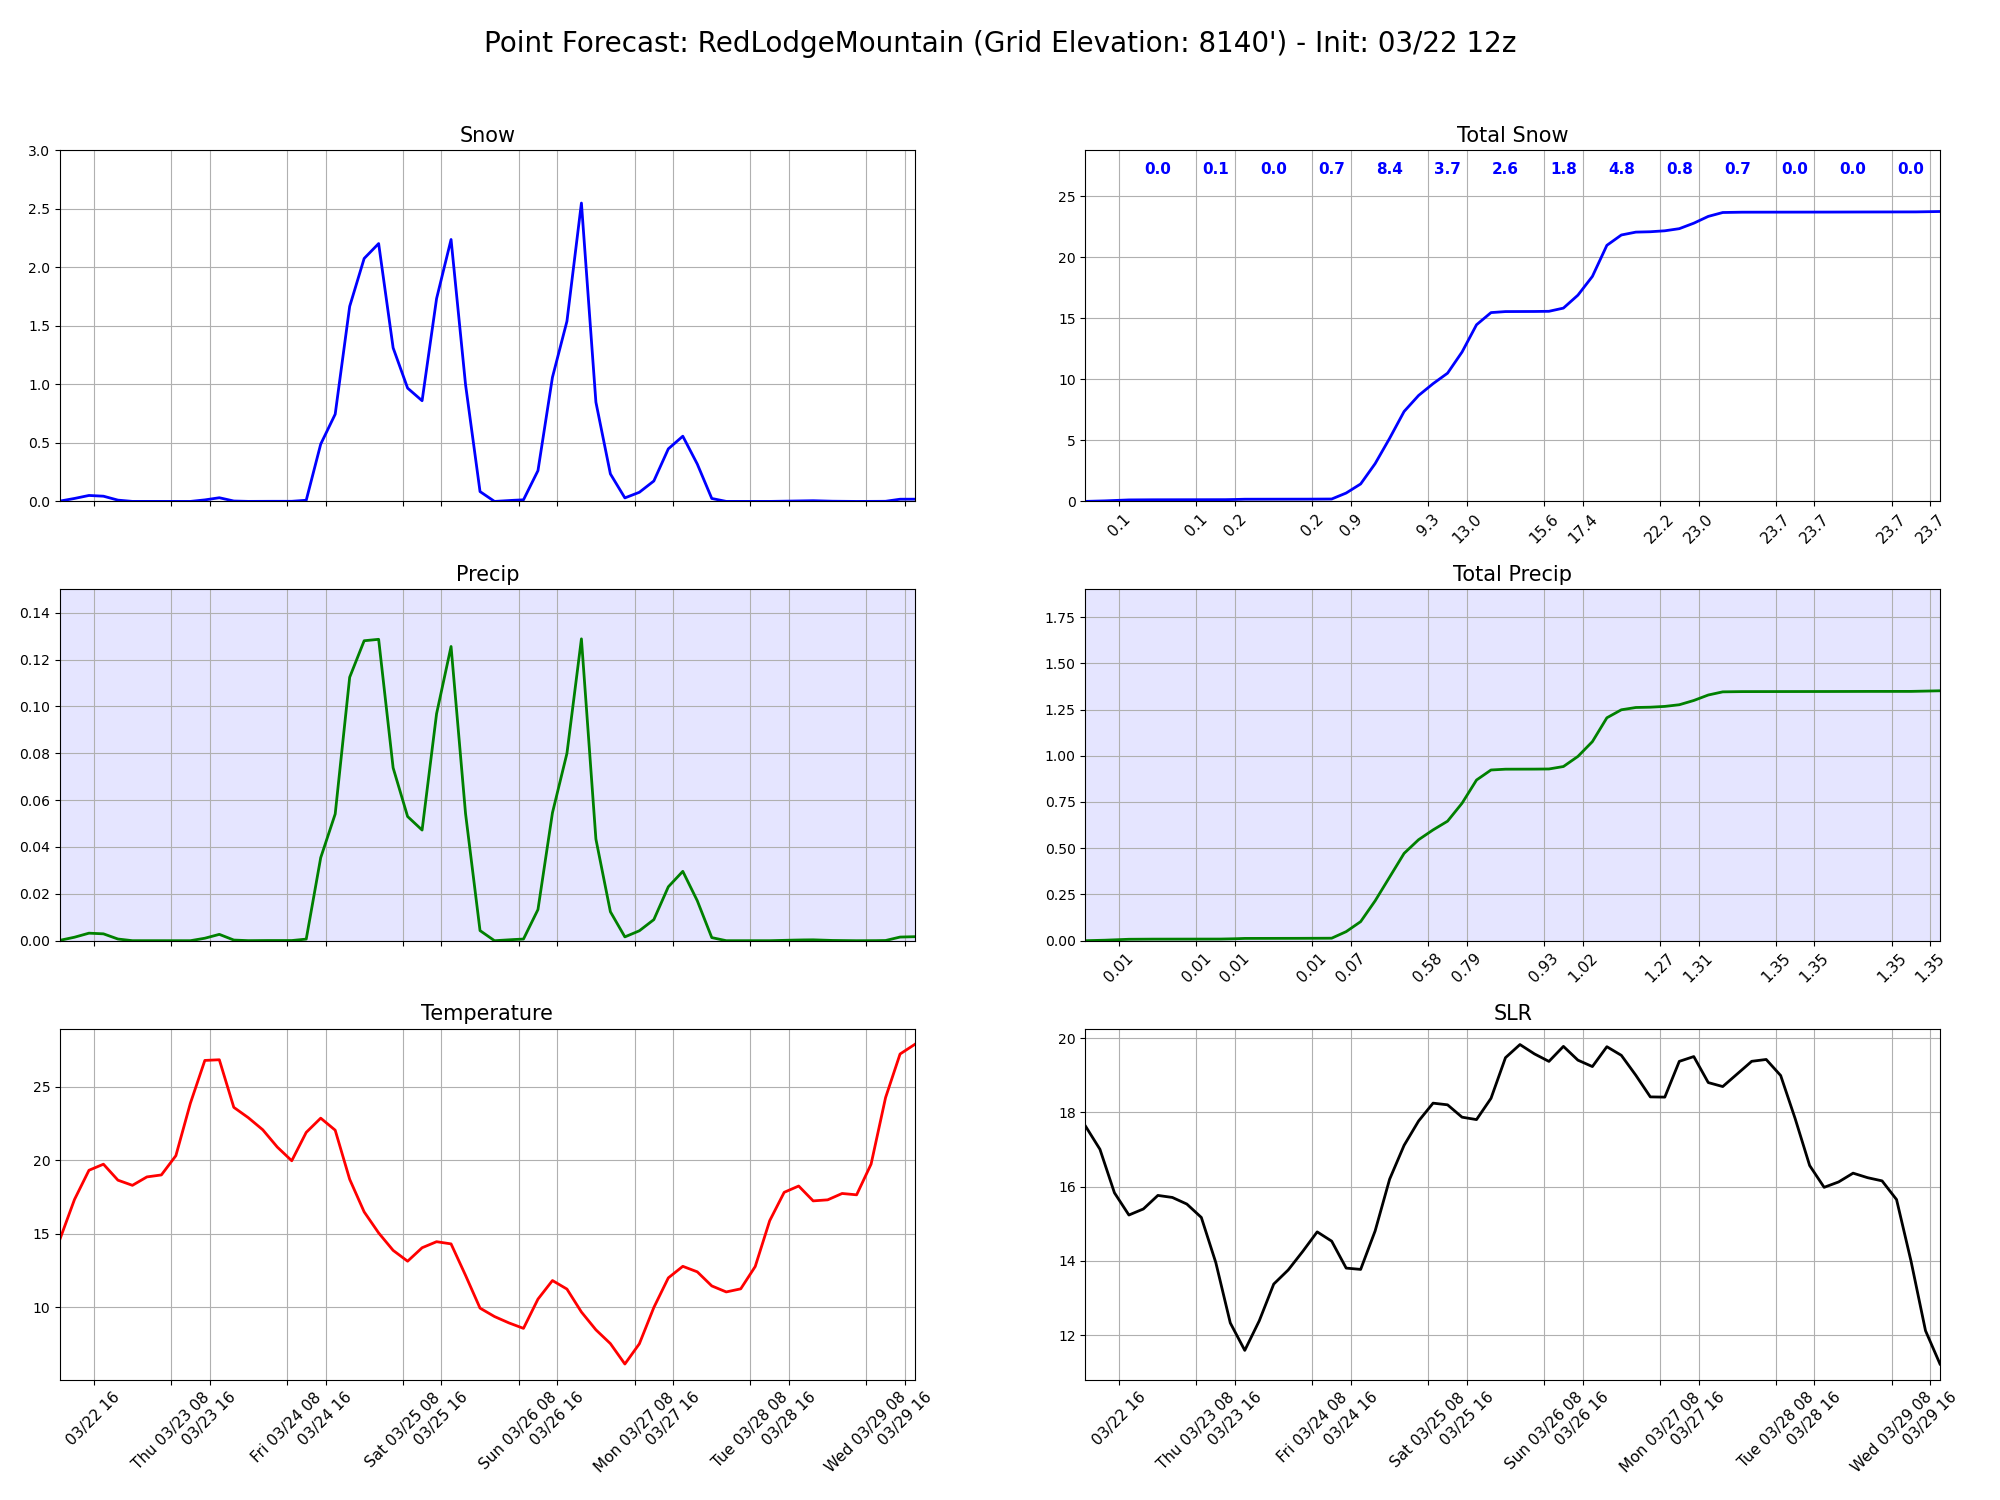 Point Forecast: RedLodgeMountain (Grid Elevation: 8140') - Init: 03/22 12z
Snow
3.0
2.5
2.0
1.5
1.0
0.5
0.0
Total Snow
0.0 0.1 0.0 0.7 8.4 3.7 2.6 1.8 4.8 0.8 0.7 0.0 0.0 0.0
25
20
15
10
5
0
0.1 0.1 0.2 0.2 0.9 9.3 13.0 15.6 17.4 22.2 23.0 23.7 23.7 23.7 23.7
Precip
0.14
0.12
0.10
0.08
0.06
0.04
0.02
0.00
Total Precip
1.75
1.50
1.25
1.00
0.75
0.50
0.25
0.00
0.01 0.01 0.01 0.01 0.07 0.58 0.79 0.93 1.02 1.27 1.31 1.35 1.35 1.35 1.35
Temperature
25
20
15
10
03/22 16
Thu 03/23 08
03/23 16
Fri 03/24 08
03/24 16
Sat 03/25 08
03/25 16
Sun 03/26 08
03/26 16
Mon 03/27 08
03/27 16
Tue 03/28 08
03/28 16
Wed 03/29 08
03/29 16
SLR
20
18
16
14
12
03/22 16
Thu 03/23 08
03/23 16
Fri 03/24 08
03/24 16
Sat 03/25 08
03/25 16
Sun 03/26 08
03/26 16
Mon 03/27 08
03/27 16
Tue 03/28 08
03/28 16
Wed 03/29 08
03/29 16